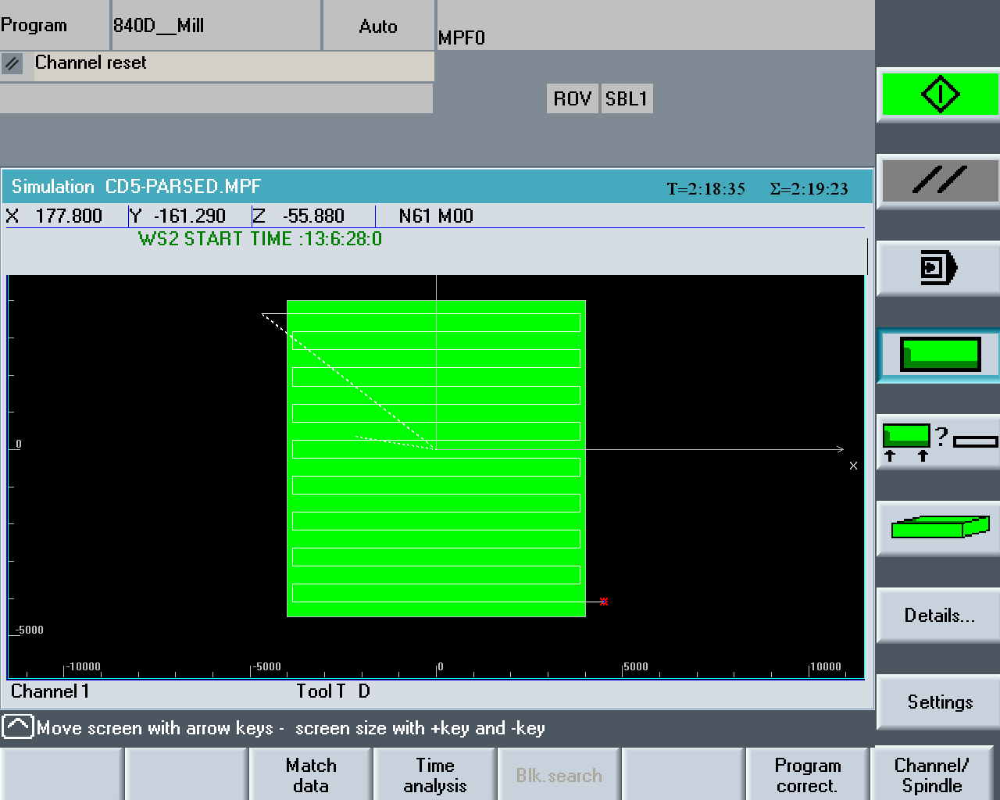 Program
840D__Mill
Auto
MPF0
Channel reset
ROV
SBL1
Simulation CD5-PARSED.MPF
T=2:18:35
Σ=2:19:23
X 177.800
Y -161.290
Z -55.880
N61 M00
WS2 START TIME :13:6:28:0
0
X
-5000
-10000
-5000
0
5000
10000
Channel 1
Tool T D
Move screen with arrow keys - screen size with +key and -key
?
Details...
Settings
Match
data
Time
analysis
Blk.search
Program
correct.
Channel/
Spindle